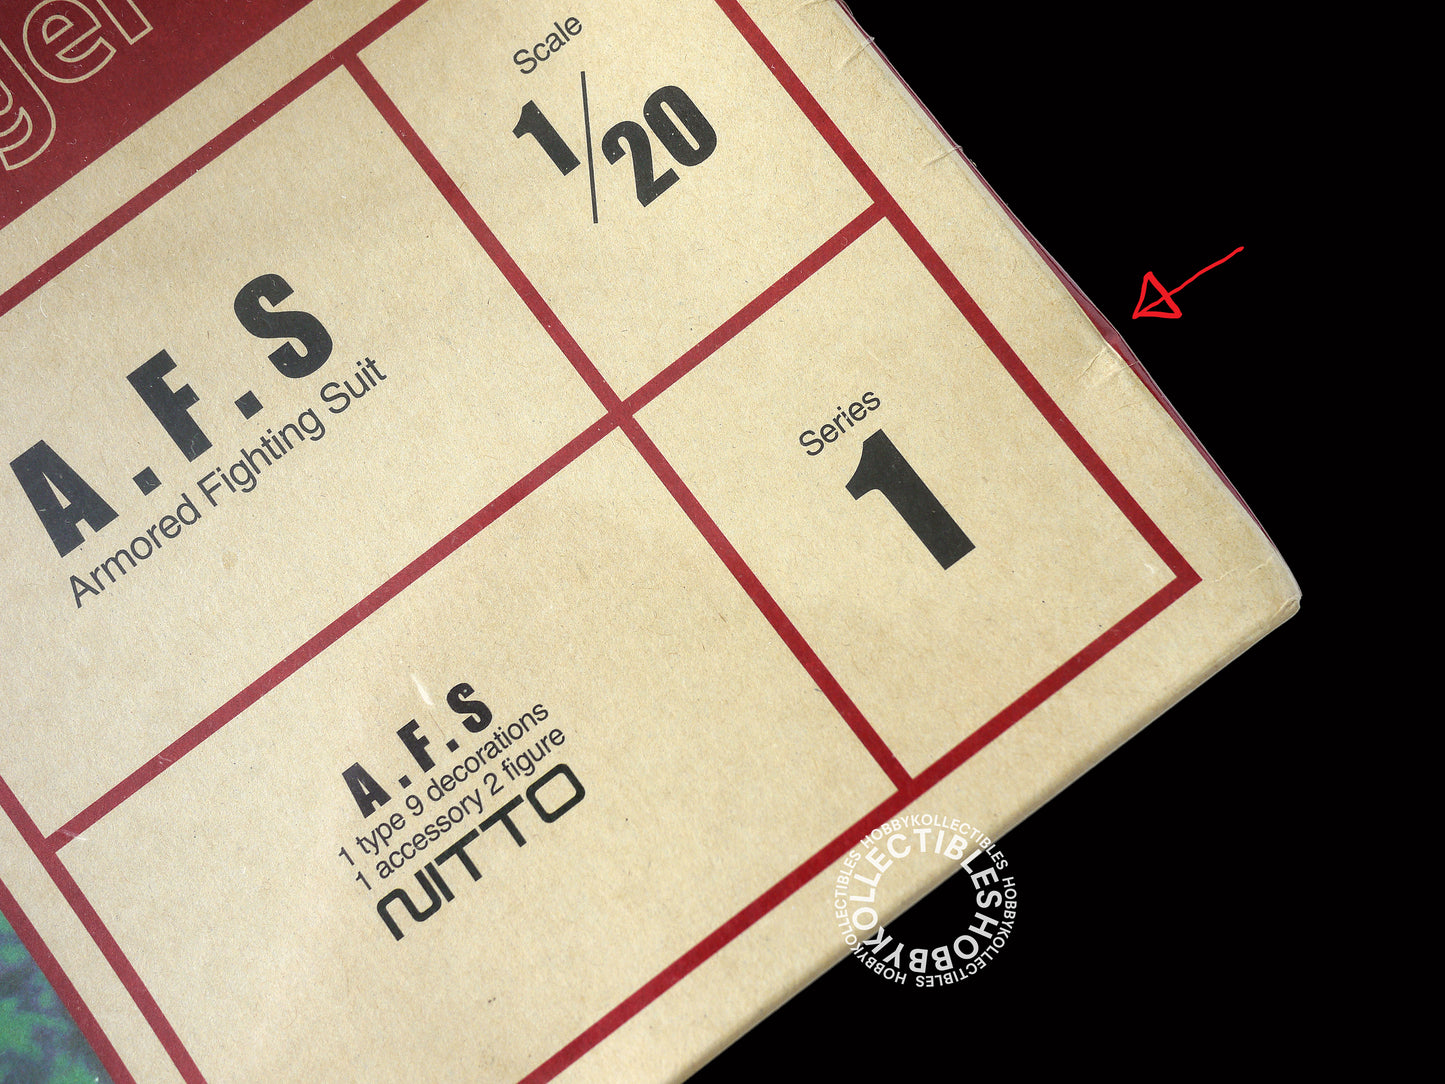 Scale
1/20
A.F.S
Armored Fighting Suit
Series
1
A.F.S
1 type 9 decorations
1 accessory 2 figure
NITTO
HOBBYKOLLECTIBLES HOBBYKOLLECTIBLES HOBBYKOLLECTIBLES
HOBBYKOLLECTIBLES